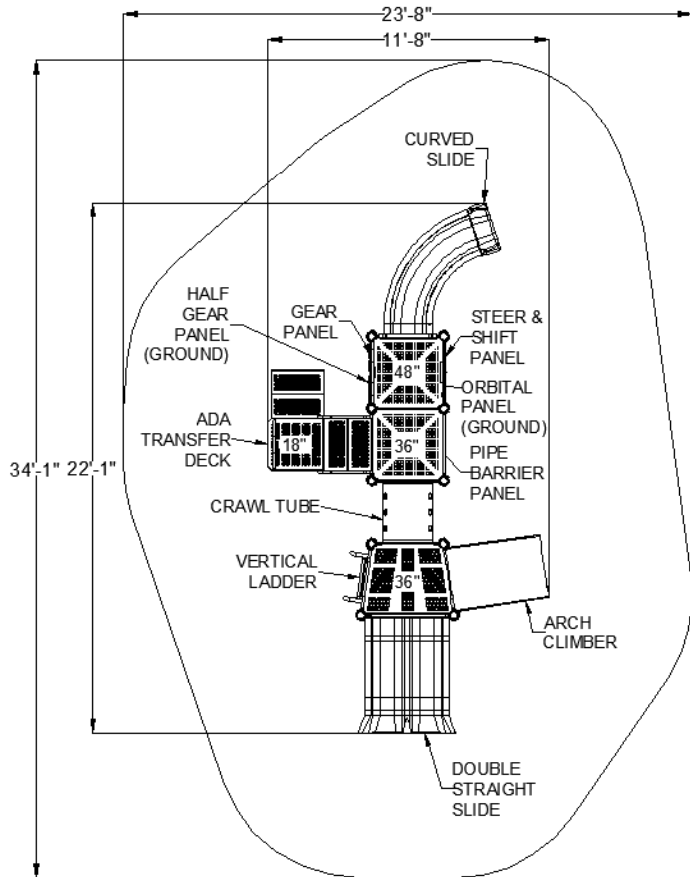 23'-8"
11'-8"
CURVED
SLIDE
HALF
GEAR
PANEL
(GROUND)
GEAR
PANEL
STEER &
SHIFT
PANEL
48"
ORBITAL
PANEL
(GROUND)
ADA
TRANSFER
DECK
18"
36"
PIPE
BARRIER
PANEL
34'-1"
22'-1"
CRAWL TUBE
VERTICAL
LADDER
36"
ARCH
CLIMBER
DOUBLE
STRAIGHT
SLIDE